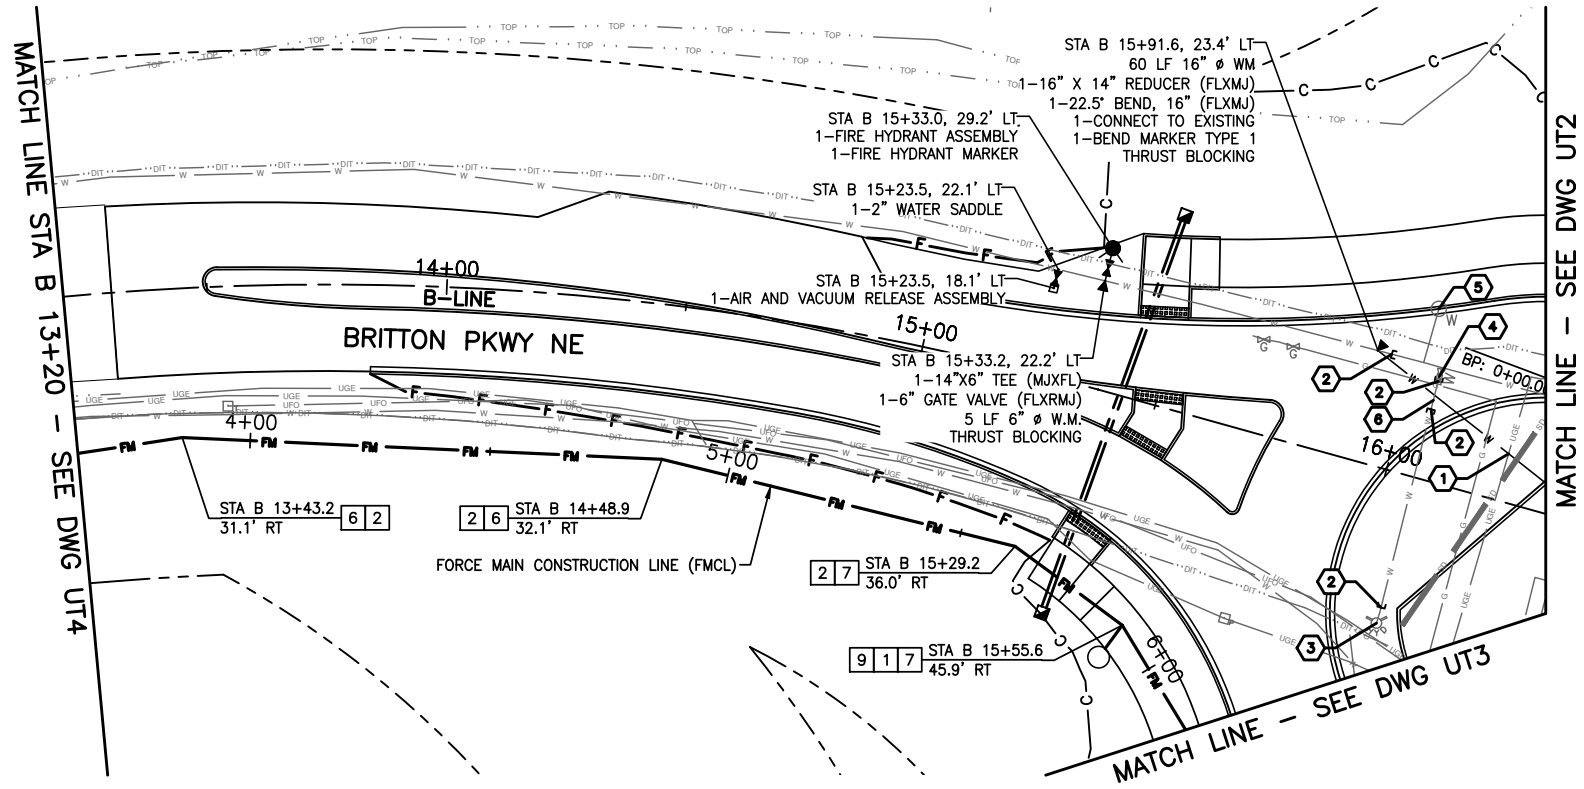 STA B 15+91.6, 23.4' LT
60 LF 16" ø WM
1-16" X 14" REDUCER (FLXMJ)
1-22.5° BEND, 16" (FLXMJ)
1-CONNECT TO EXISTING
1-BEND MARKER TYPE 1
THRUST BLOCKING
STA B 15+33.0, 29.2' LT
1-FIRE HYDRANT ASSEMBLY
1-FIRE HYDRANT MARKER
STA B 15+23.5, 22.1' LT
1-2" WATER SADDLE
STA B 15+23.5, 18.1' LT
1-AIR AND VACUUM RELEASE ASSEMBLY
14+00
B-LINE
BRITTON PKWY NE
15+00
STA B 15+33.2, 22.2' LT
1-14"X6" TEE (MJXFL)
1-6" GATE VALVE (FLXRMJ)
5 LF 6" ø W.M.
THRUST BLOCKING
MATCH LINE STA B 13+20 - SEE DWG UT4
MATCH LINE - SEE DWG UT2
5
4
BP: 0+00.0
2
2
6
2
16+00
1
2
3
4+00
5+00
6+00
STA B 13+43.2
31.1' RT
6 2
2 6
STA B 14+48.9
32.1' RT
FORCE MAIN CONSTRUCTION LINE (FMCL)
2 7
STA B 15+29.2
36.0' RT
9 1 7
STA B 15+55.6
45.9' RT
MATCH LINE - SEE DWG UT3